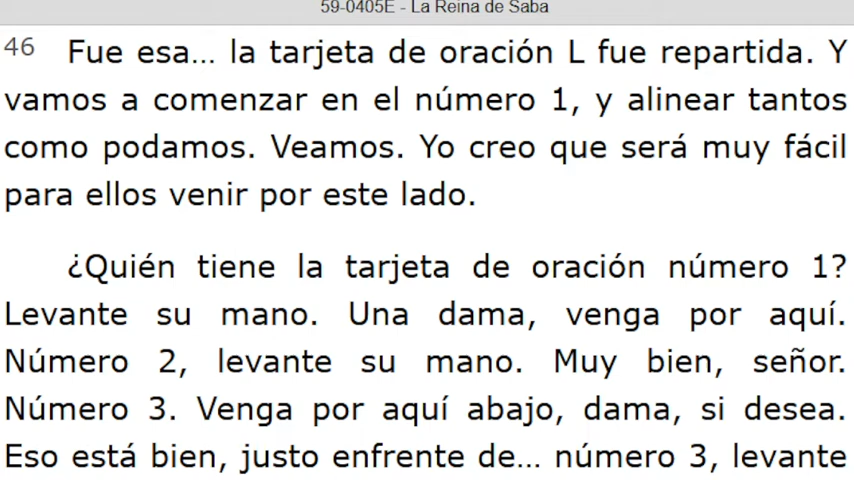 59-0405E - La Reina de Saba
46 Fue esa… la tarjeta de oración L fue repartida. Y
vamos a comenzar en el número 1, y alinear tantos
como podamos. Veamos. Yo creo que será muy fácil
para ellos venir por este lado.
¿Quién tiene la tarjeta de oración número 1?
Levante su mano. Una dama, venga por aquí.
Número 2, levante su mano. Muy bien, señor.
Número 3. Venga por aquí abajo, dama, si desea.
Eso está bien, justo enfrente de… número 3, levante